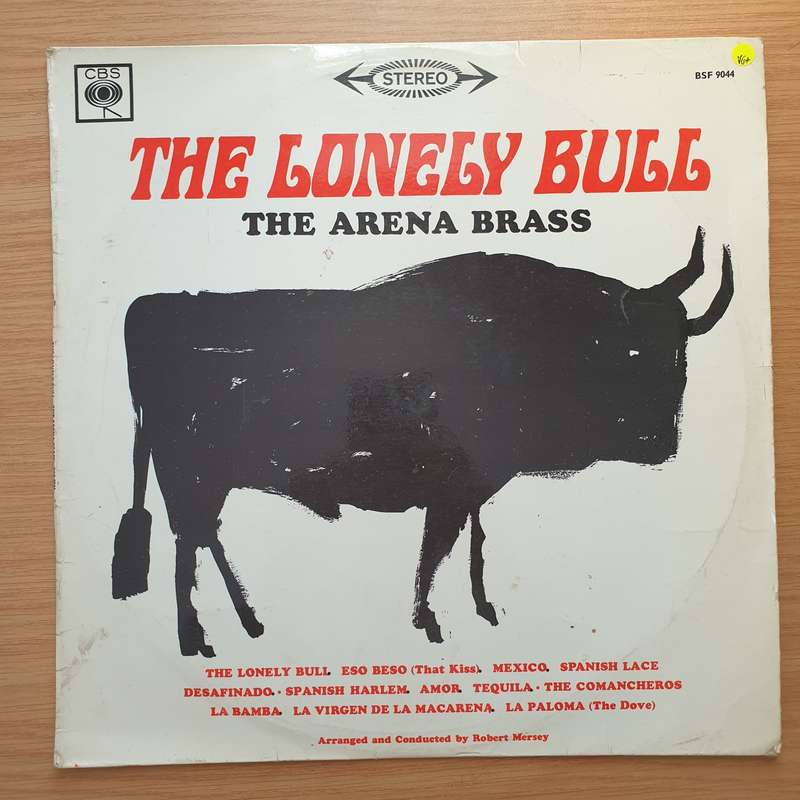 CBS
STEREO
BSF 9044
VG+
THE LONELY BULL
THE ARENA BRASS
THE LONELY BULL. ESO BESO (That Kiss). MEXICO. SPANISH LACE
DESAFINADO. · SPANISH HARLEM. AMOR. TEQUILA. · THE COMANCHEROS
LA BAMBA. LA VIRGEN DE LA MACARENA. LA PALOMA (The Dove)
Arranged and Conducted by Robert Mersey